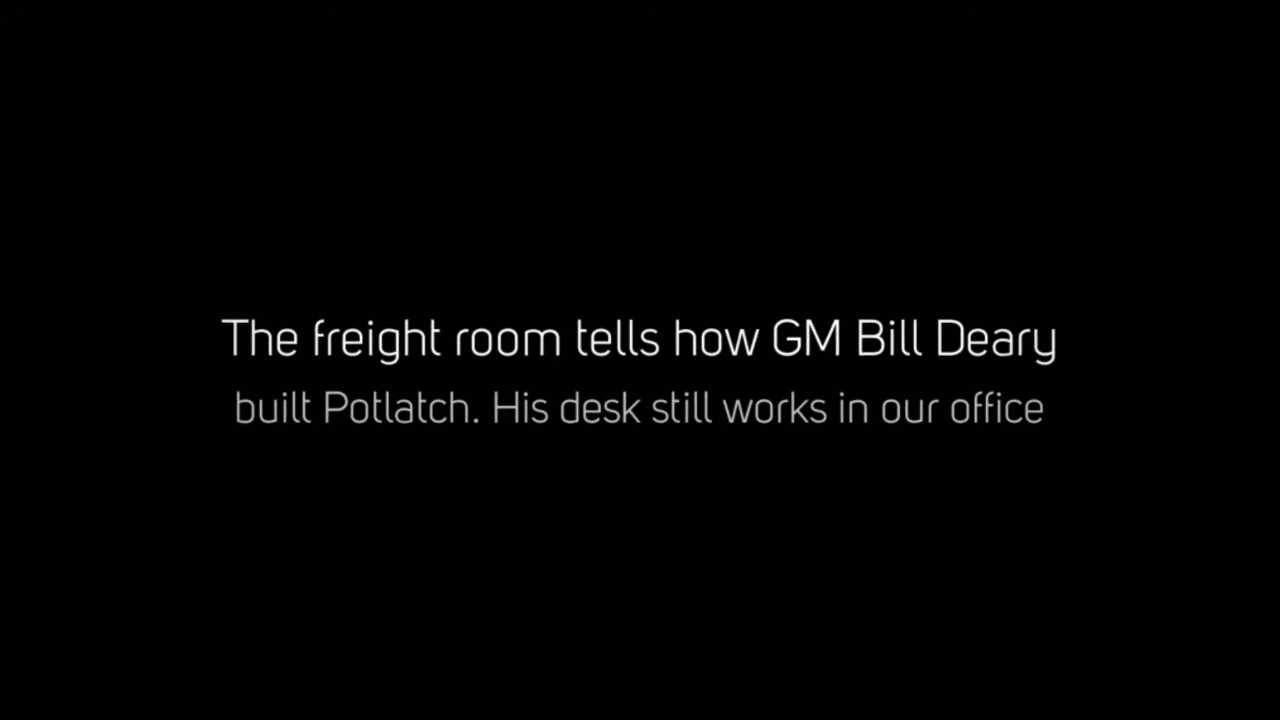 The freight room tells how GM Bill Deary
built Potlatch. His desk still works in our office